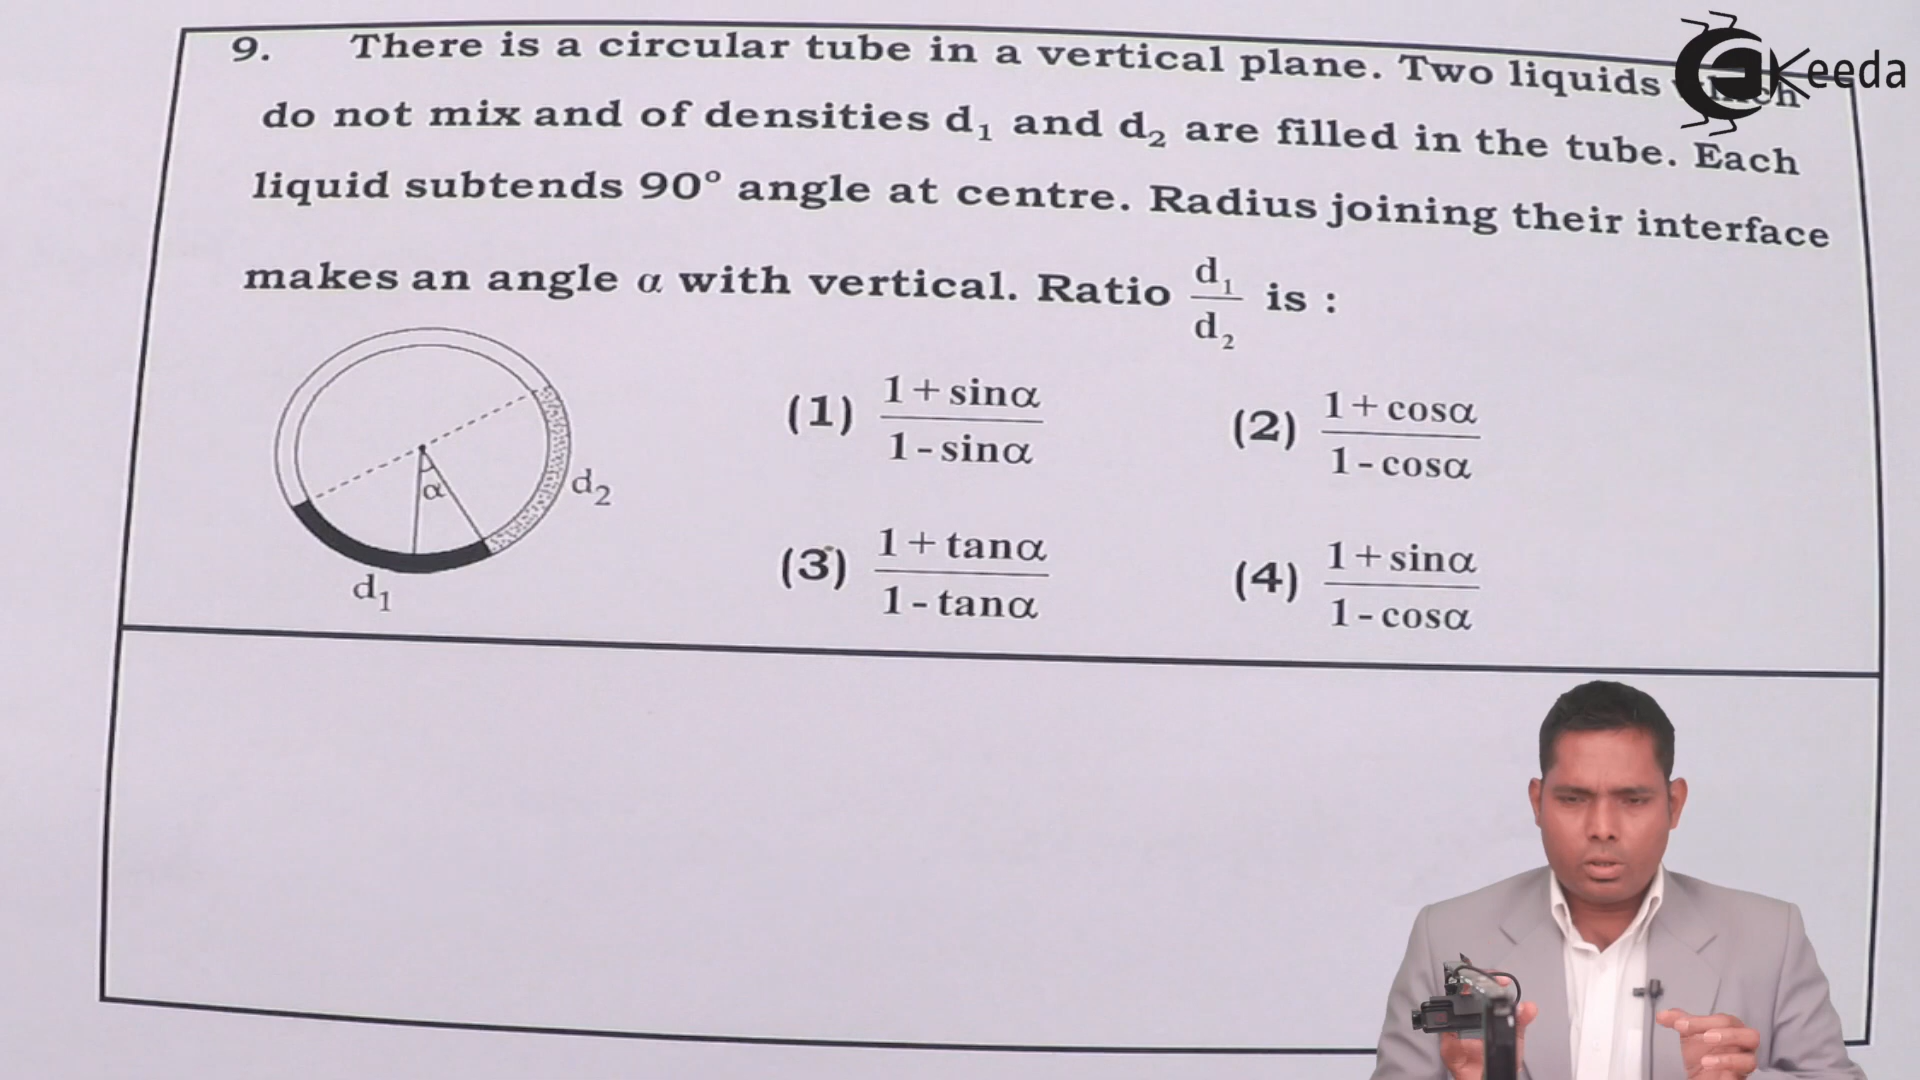 9. There is a circular tube in a vertical plane. Two liquids
do not mix and of densities d₁ and d₂ are filled in the tube. Each
liquid subtends 90° angle at centre. Radius joining their interface
makes an angle α with vertical. Ratio d₁/d₂ is :
(1) 1+sinα / 1-sinα (2) 1+cosα / 1-cosα
(3) 1+tanα / 1-tanα (4) 1+sinα / 1-cosα
α
d₂
d₁
Keeda